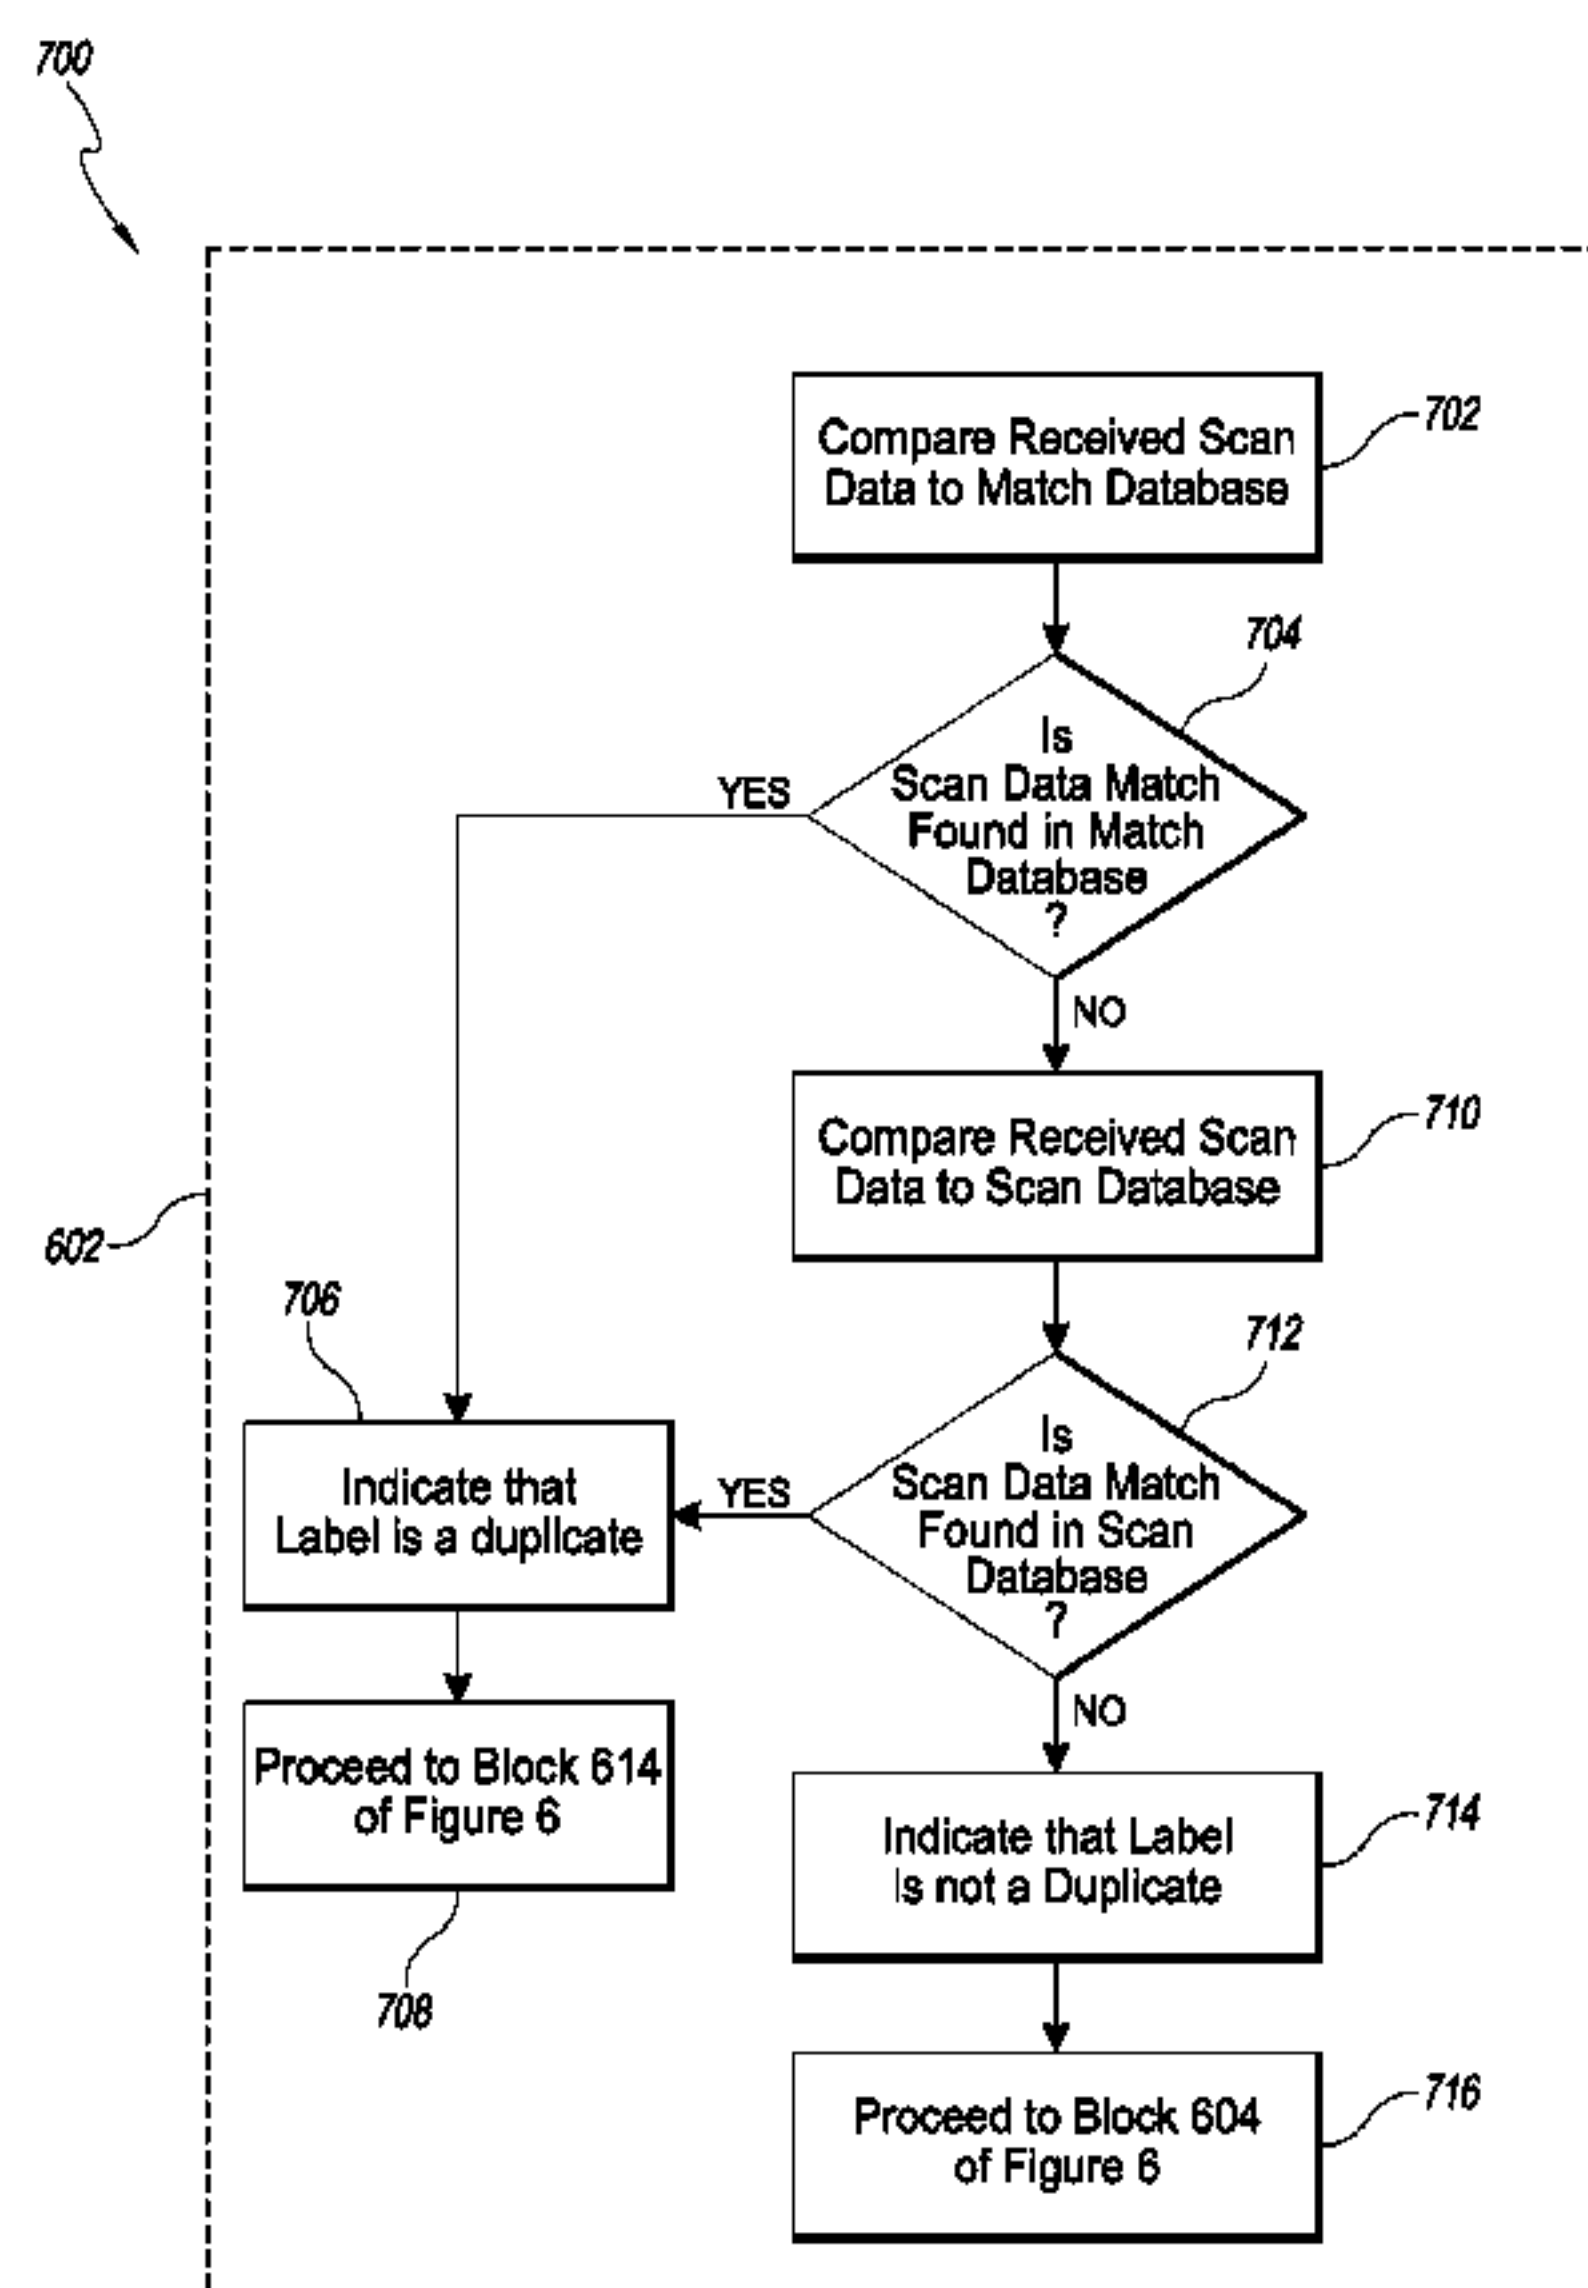 700
Compare Received Scan
Data to Match Database
702
704
Is
Scan Data Match
Found in Match
Database
?
YES
NO
Compare Received Scan
Data to Scan Database
710
602
706
712
Is
Scan Data Match
Found in Scan
Database
?
YES
Indicate that
Label is a duplicate
NO
Proceed to Block 614
of Figure 6
708
Indicate that Label
is not a Duplicate
714
Proceed to Block 604
of Figure 6
716